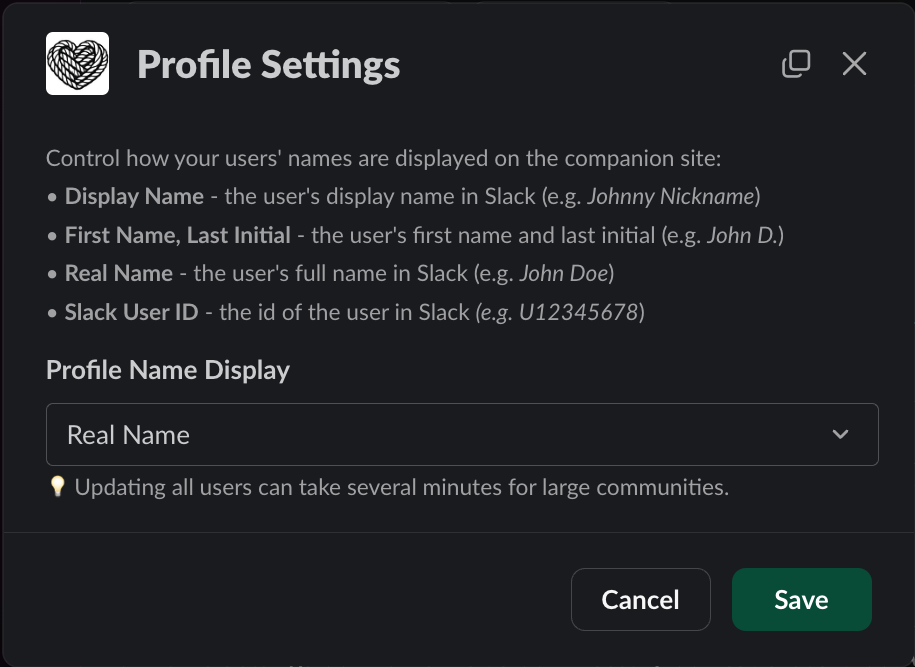 Profile Settings
Control how your users' names are displayed on the companion site:
• Display Name - the user's display name in Slack (e.g. Johnny Nickname)
• First Name, Last Initial - the user's first name and last initial (e.g. John D.)
• Real Name - the user's full name in Slack (e.g. John Doe)
• Slack User ID - the id of the user in Slack (e.g. U12345678)
Profile Name Display
Real Name
💡 Updating all users can take several minutes for large communities.
Cancel
Save